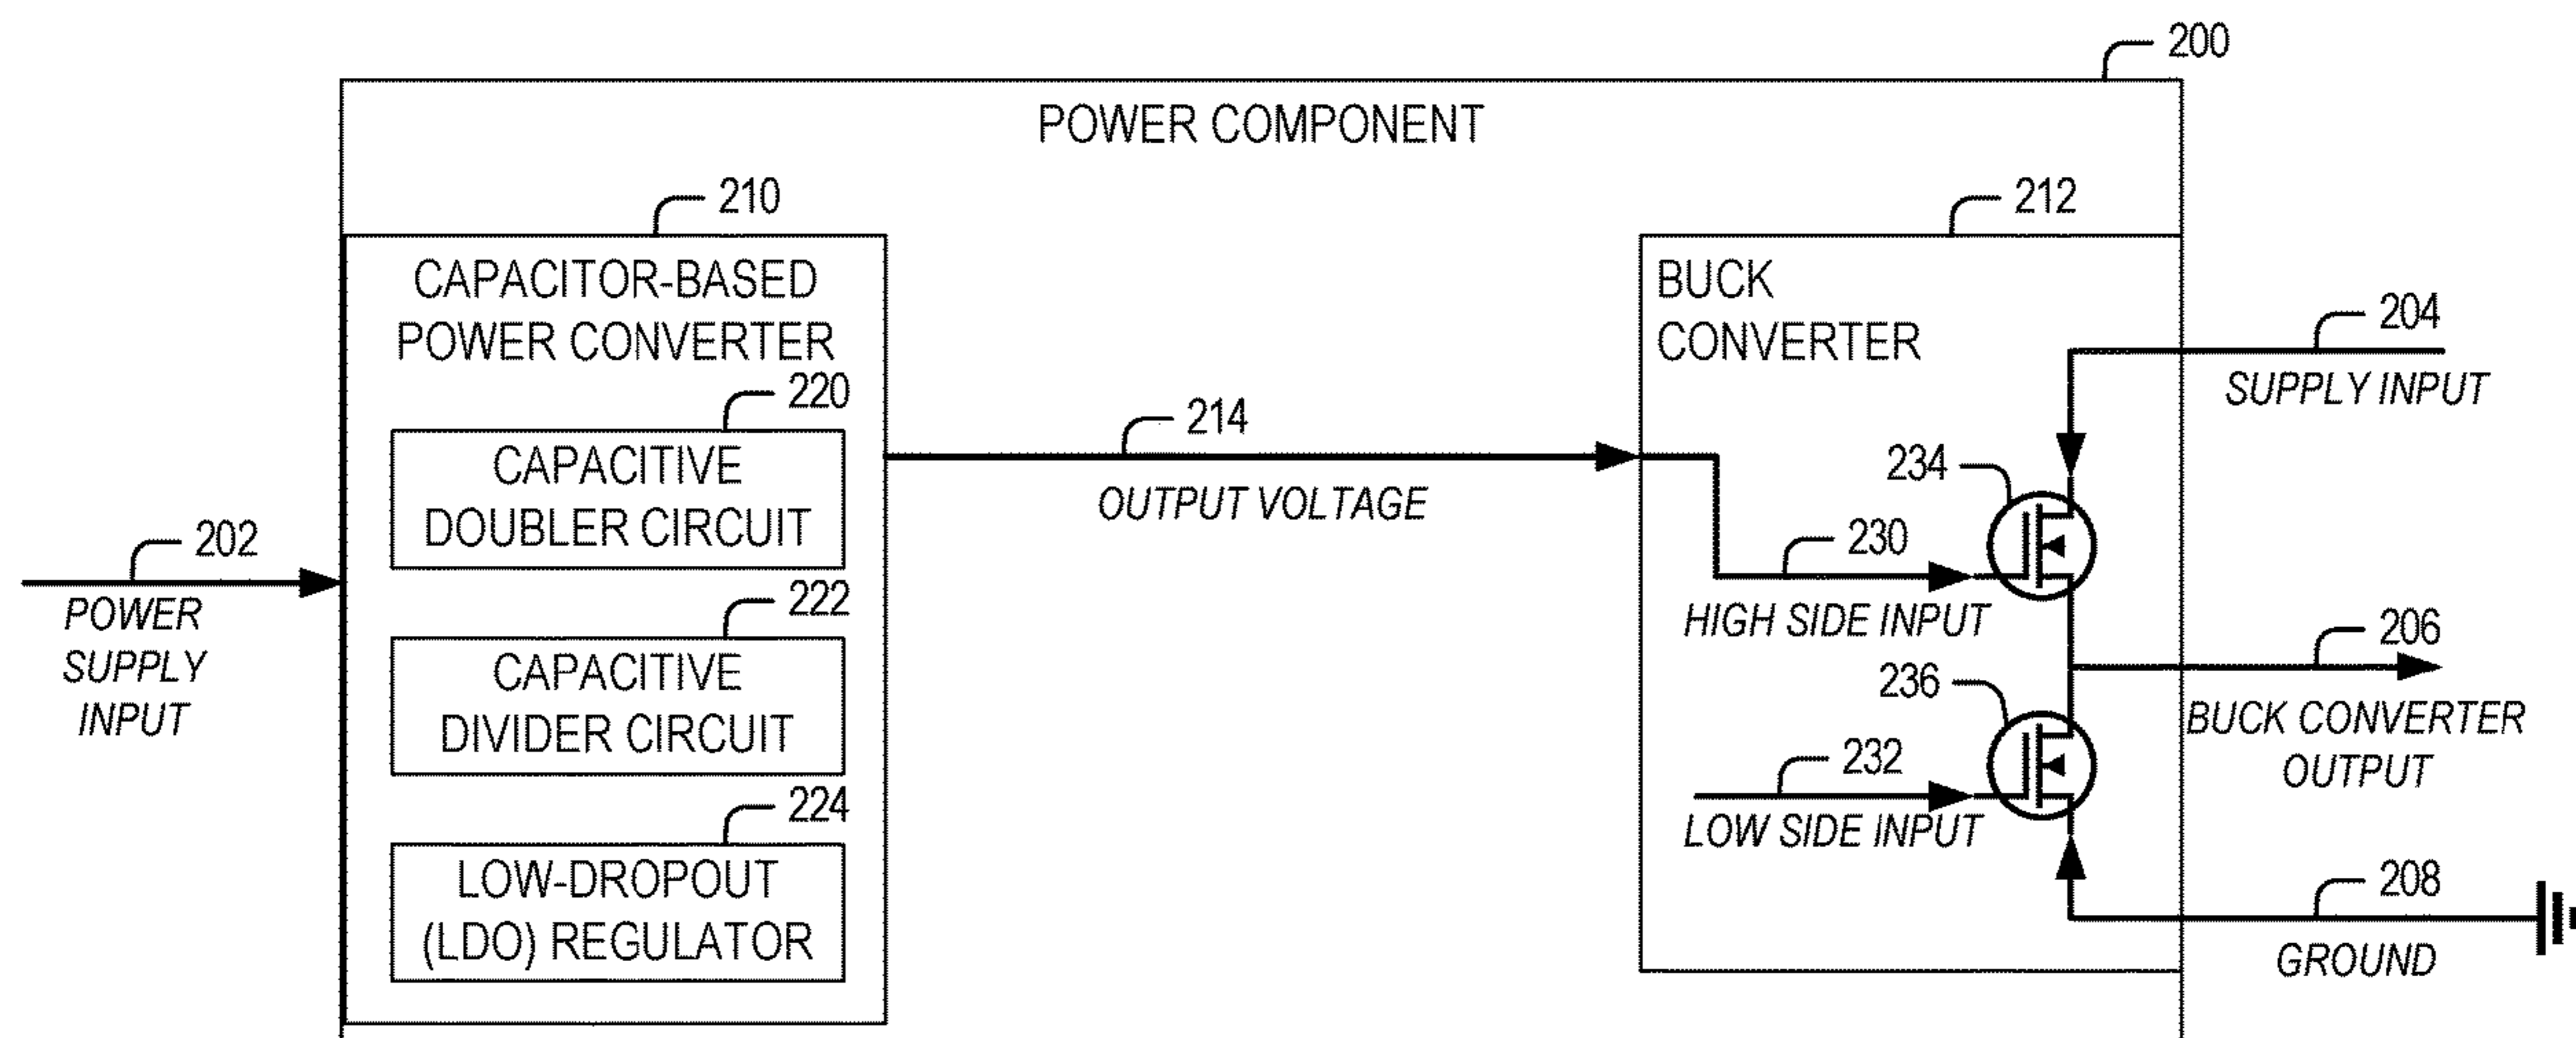 200
POWER COMPONENT
210
212
CAPACITOR-BASED
POWER CONVERTER
BUCK
CONVERTER
204
SUPPLY INPUT
220
CAPACITIVE
DOUBLER CIRCUIT
214
OUTPUT VOLTAGE
234
202
POWER
SUPPLY
INPUT
230
HIGH SIDE INPUT
222
CAPACITIVE
DIVIDER CIRCUIT
206
BUCK CONVERTER
OUTPUT
236
232
LOW SIDE INPUT
224
LOW-DROPOUT
(LDO) REGULATOR
208
GROUND